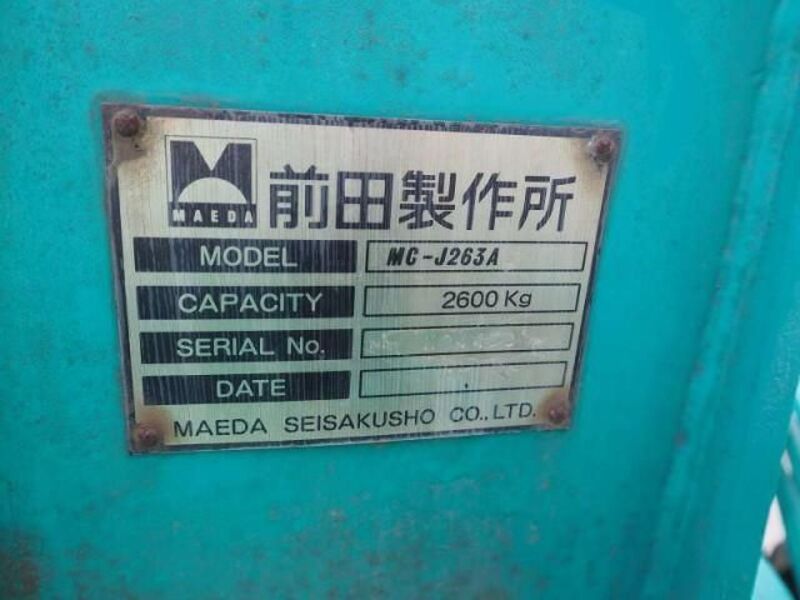 MAEDA 前田製作所
MODEL MC-J263A
CAPACITY 2600 Kg
SERIAL No.
DATE
MAEDA SEISAKUSHO CO.,LTD.